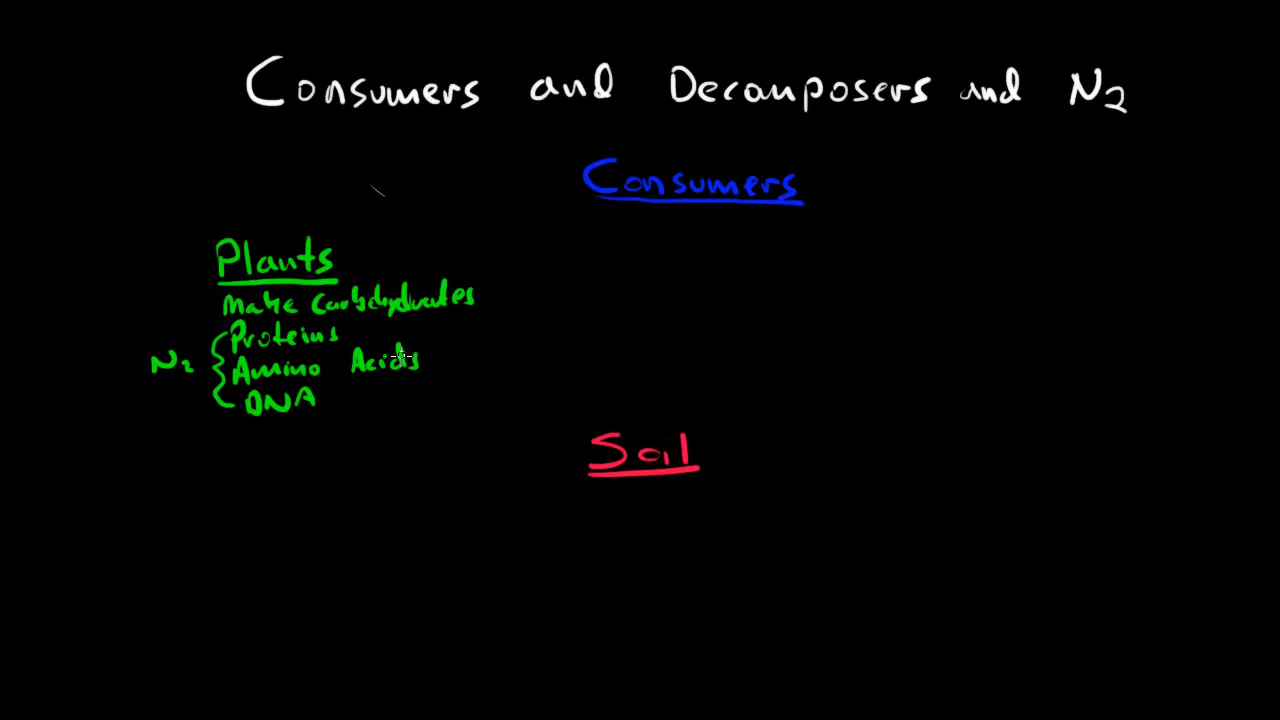 Consumers and Decomposers and N2
Consumers
Plants
Make Carbohydrates
Proteins
N2
Amino Acids
DNA
Soil